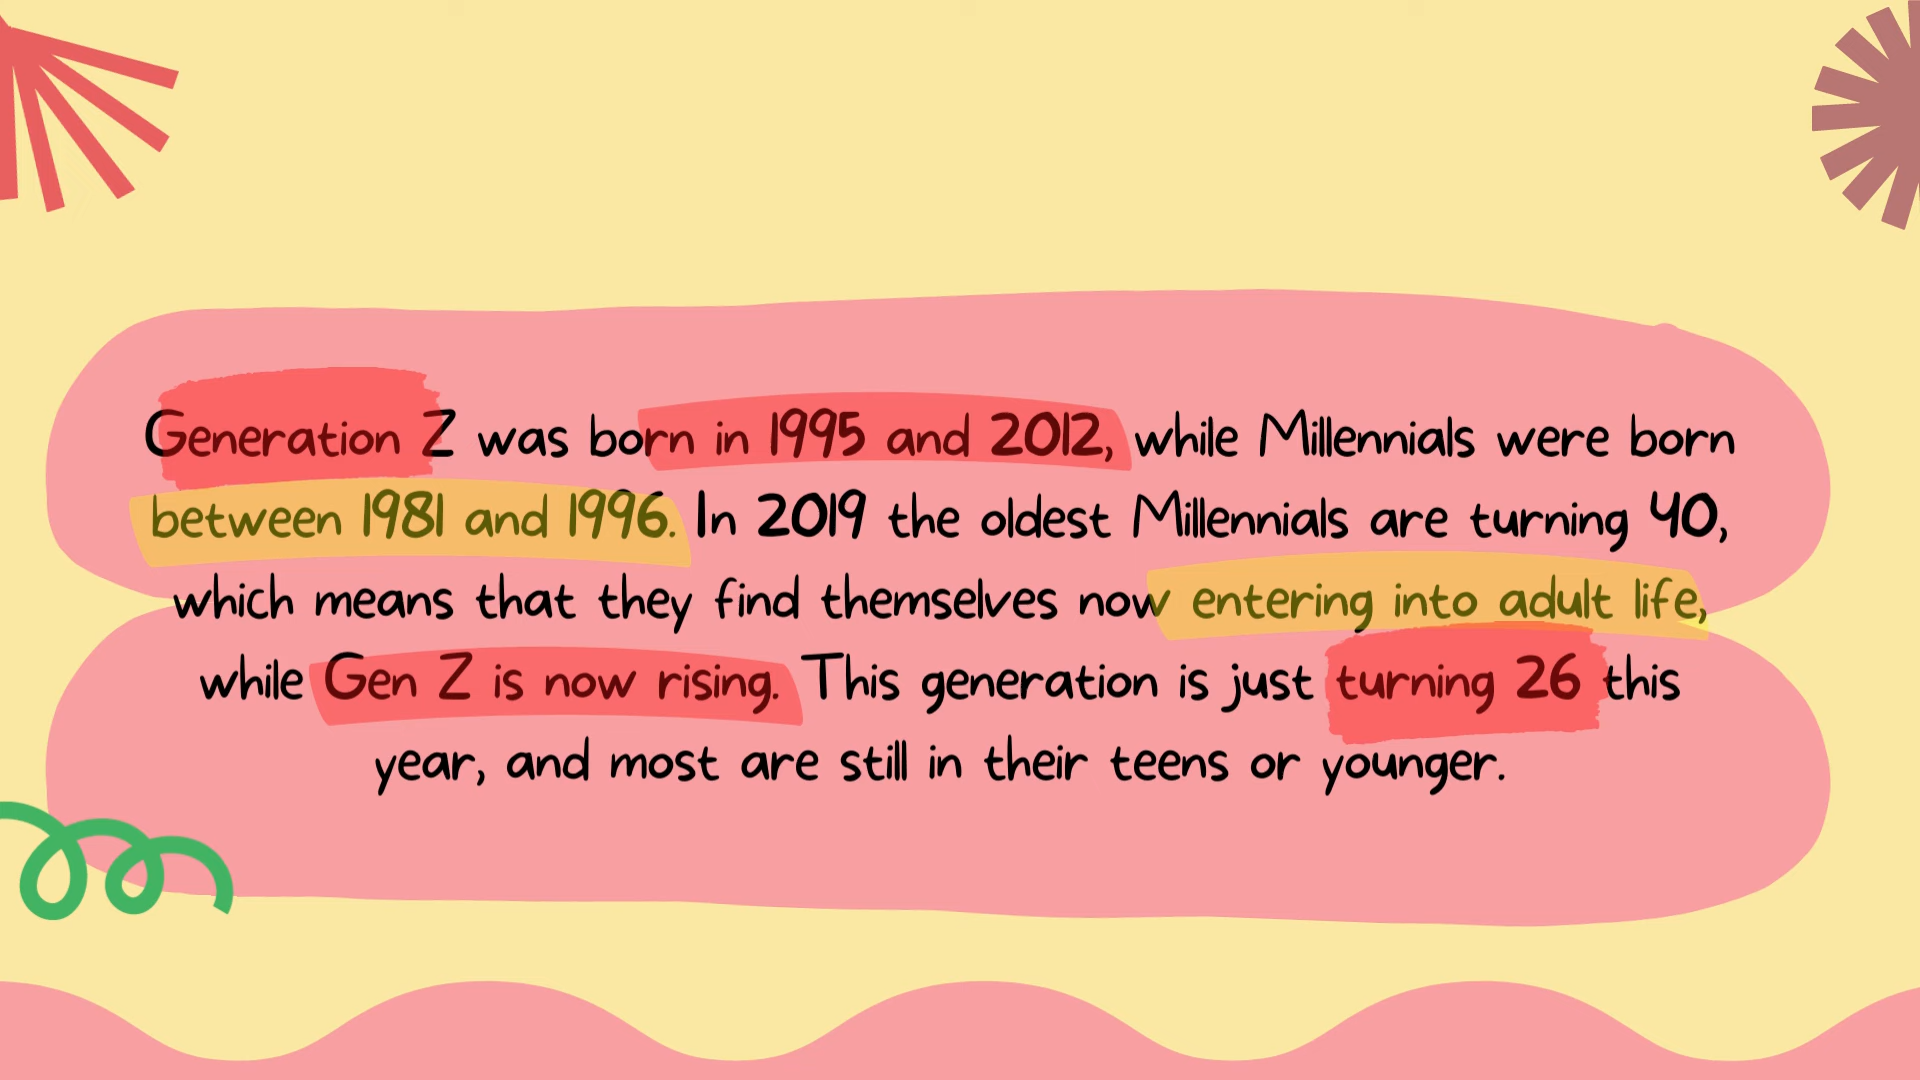 Generation Z was born in 1995 and 2012, while Millennials were born
between 1981 and 1996. In 2019 the oldest Millennials are turning 40,
which means that they find themselves now entering into adult life,
while Gen Z is now rising. This generation is just turning 26 this
year, and most are still in their teens or younger.